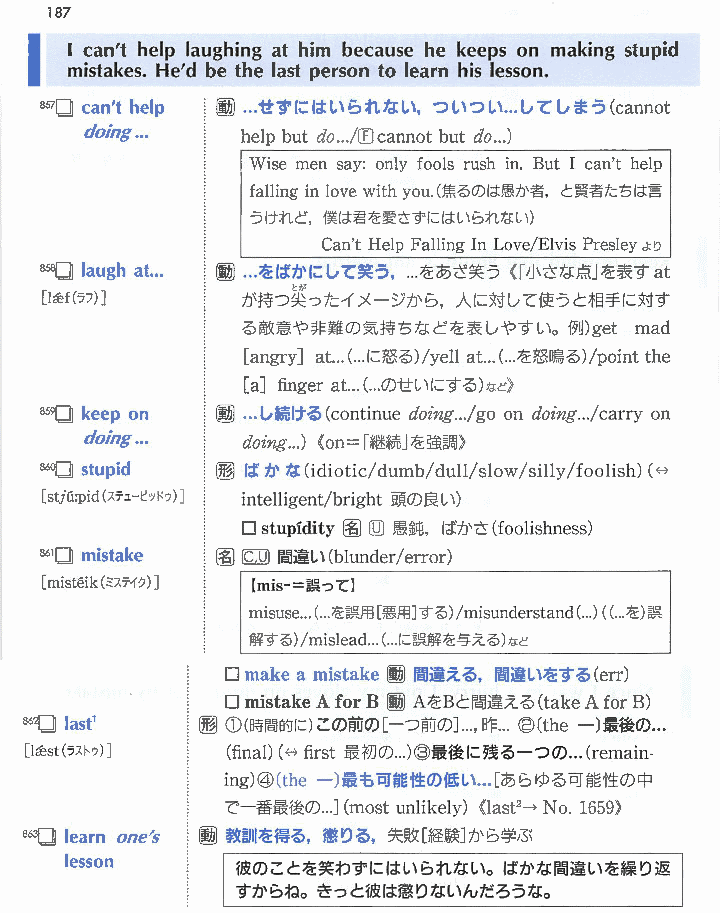 187
I can't help laughing at him because he keeps on making stupid
mistakes. He'd be the last person to learn his lesson.
857□ can't help
doing ...
動 …せずにはいられない，ついつい…してしまう(cannot
help but do.../Ⓕcannot but do...)
Wise men say: only fools rush in. But I can't help
falling in love with you.(焦るのは愚か者，と賢者たちは言
うけれど，僕は君を愛さずにはいられない)
Can't Help Falling In Love/Elvis Presley より
858□ laugh at...
[lǽf(ラフ)]
動 …をばかにして笑う，…をあざ笑う《「小さな点」を表す at
が持つ尖(とが)ったイメージから，人に対して使うと相手に対す
る敵意や非難の気持ちなどを表しやすい。例)get mad
[angry] at...(…に怒る)/yell at...(…を怒鳴る)/point the
[a] finger at...(…のせいにする)など》
859□ keep on
doing ...
動 …し続ける(continue doing.../go on doing.../carry on
doing...)《on=「継続」を強調》
860□ stupid
[st/ú:pid(ステューピッドゥ)]
形 ばかな(idiotic/dumb/dull/slow/silly/foolish)(↔
intelligent/bright 頭の良い)
□ stupídity 名 Ⓤ 愚鈍，ばかさ(foolishness)
861□ mistake
[mistéik(ミステイク)]
名 C,U 間違い(blunder/error)
【mis-=誤って】
misuse...(…を誤用[悪用]する)/misunderstand(...)((…を)誤
解する)/mislead...(…に誤解を与える)など
□ make a mistake 動 間違える，間違いをする(err)
□ mistake A for B 動 AをBと間違える(take A for B)
862□ last¹
[lǽst(ラストゥ)]
形 ①(時間的に)この前の[一つ前の]…, 昨… ②(the —)最後の…
(final)(↔ first 最初の…)③最後に残る一つの…(remain-
ing)④(the —)最も可能性の低い…[あらゆる可能性の中
で一番最後の…](most unlikely)《last²→ No. 1659》
863□ learn one's
lesson
動 教訓を得る，懲りる，失敗[経験]から学ぶ
彼のことを笑わずにはいられない。ばかな間違いを繰り返
すからね。きっと彼は懲りないんだろうな。